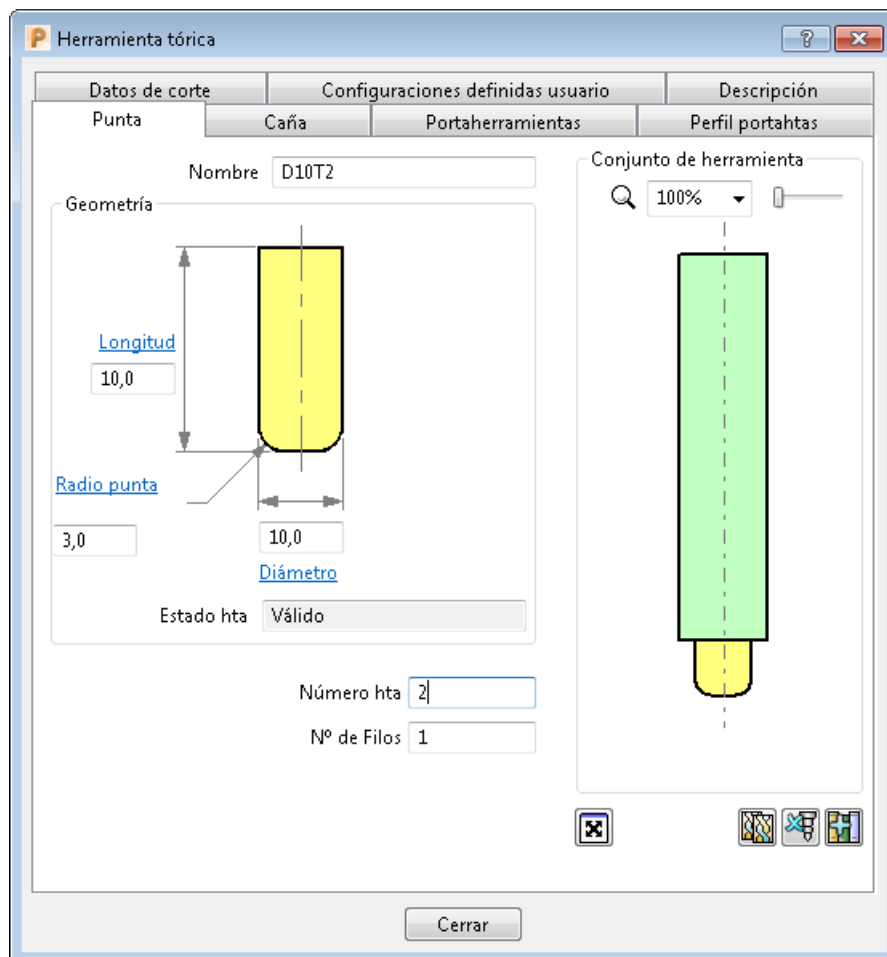 Herramienta tórica
Datos de corte
Configuraciones definidas usuario
Descripción
Punta
Caña
Portaherramientas
Perfil portahtas
Nombre D10T2
Geometría
Longitud
10,0
Radio punta
3,0
10,0
Diámetro
Estado hta Válido
Número hta 2
Nº de Filos 1
Conjunto de herramienta
100%
Cerrar